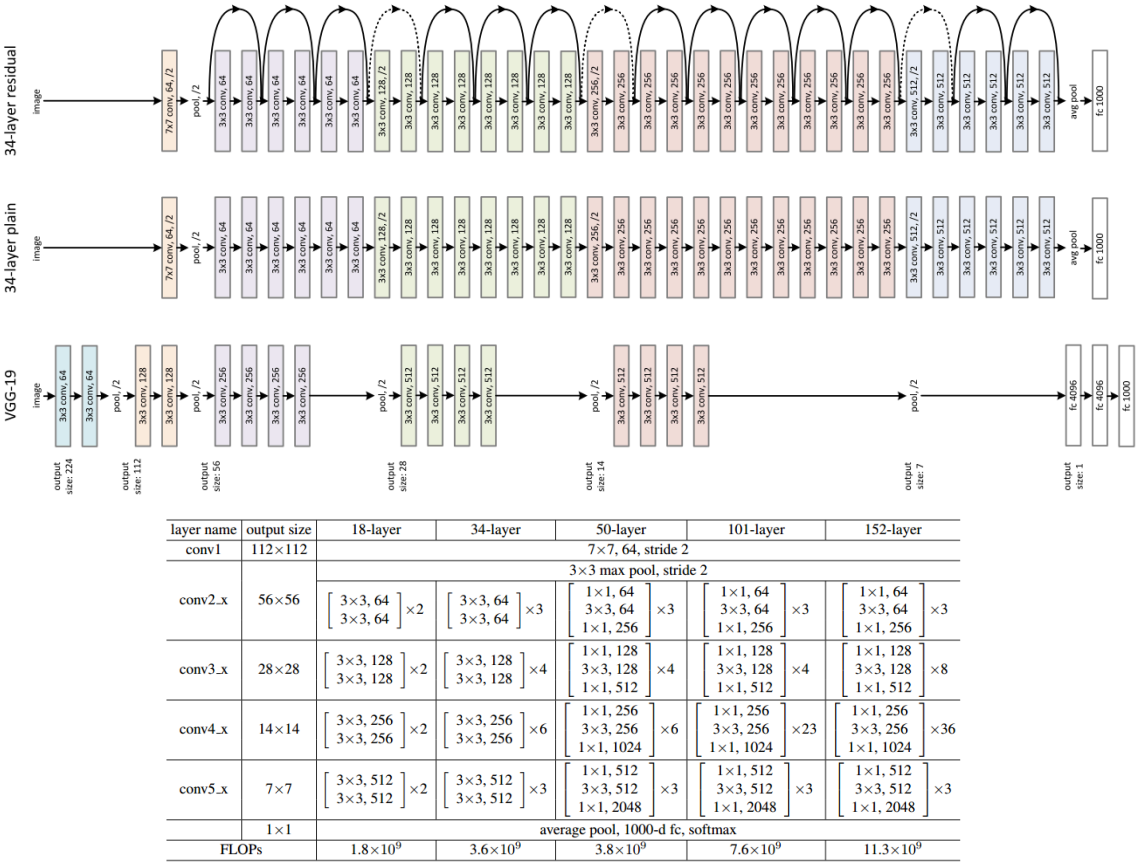 34-layer residual
image
7x7 conv, 64, /2
pool, /2
3x3 conv, 64
3x3 conv, 64
3x3 conv, 64
3x3 conv, 64
3x3 conv, 64
3x3 conv, 64
3x3 conv, 128, /2
3x3 conv, 128
3x3 conv, 128
3x3 conv, 128
3x3 conv, 128
3x3 conv, 128
3x3 conv, 128
3x3 conv, 128
3x3 conv, 256, /2
3x3 conv, 256
3x3 conv, 256
3x3 conv, 256
3x3 conv, 256
3x3 conv, 256
3x3 conv, 256
3x3 conv, 256
3x3 conv, 256
3x3 conv, 256
3x3 conv, 256
3x3 conv, 256
3x3 conv, 512, /2
3x3 conv, 512
3x3 conv, 512
3x3 conv, 512
3x3 conv, 512
3x3 conv, 512
avg pool
fc 1000
34-layer plain
image
7x7 conv, 64, /2
pool, /2
3x3 conv, 64
3x3 conv, 64
3x3 conv, 64
3x3 conv, 64
3x3 conv, 64
3x3 conv, 64
3x3 conv, 128, /2
3x3 conv, 128
3x3 conv, 128
3x3 conv, 128
3x3 conv, 128
3x3 conv, 128
3x3 conv, 128
3x3 conv, 128
3x3 conv, 256, /2
3x3 conv, 256
3x3 conv, 256
3x3 conv, 256
3x3 conv, 256
3x3 conv, 256
3x3 conv, 256
3x3 conv, 256
3x3 conv, 256
3x3 conv, 256
3x3 conv, 256
3x3 conv, 256
3x3 conv, 512, /2
3x3 conv, 512
3x3 conv, 512
3x3 conv, 512
3x3 conv, 512
3x3 conv, 512
avg pool
fc 1000
VGG-19
image
3x3 conv, 64
3x3 conv, 64
pool, /2
3x3 conv, 128
3x3 conv, 128
pool, /2
3x3 conv, 256
3x3 conv, 256
3x3 conv, 256
3x3 conv, 256
pool, /2
3x3 conv, 512
3x3 conv, 512
3x3 conv, 512
3x3 conv, 512
pool, /2
3x3 conv, 512
3x3 conv, 512
3x3 conv, 512
3x3 conv, 512
pool, /2
fc 4096
fc 4096
fc 1000
output
size: 224
output
size: 112
output
size: 56
output
size: 28
output
size: 14
output
size: 7
output
size: 1
layer name output size 18-layer 34-layer 50-layer 101-layer 152-layer
conv1 112×112 7×7, 64, stride 2
3×3 max pool, stride 2
conv2_x 56×56
3×3, 64
3×3, 64
×2
3×3, 64
3×3, 64
×3
1×1, 64
3×3, 64
1×1, 256
×3
1×1, 64
3×3, 64
1×1, 256
×3
1×1, 64
3×3, 64
1×1, 256
×3
conv3_x 28×28
3×3, 128
3×3, 128
×2
3×3, 128
3×3, 128
×4
1×1, 128
3×3, 128
1×1, 512
×4
1×1, 128
3×3, 128
1×1, 512
×4
1×1, 128
3×3, 128
1×1, 512
×8
conv4_x 14×14
3×3, 256
3×3, 256
×2
3×3, 256
3×3, 256
×6
1×1, 256
3×3, 256
1×1, 1024
×6
1×1, 256
3×3, 256
1×1, 1024
×23
1×1, 256
3×3, 256
1×1, 1024
×36
conv5_x 7×7
3×3, 512
3×3, 512
×2
3×3, 512
3×3, 512
×3
1×1, 512
3×3, 512
1×1, 2048
×3
1×1, 512
3×3, 512
1×1, 2048
×3
1×1, 512
3×3, 512
1×1, 2048
×3
1×1 average pool, 1000-d fc, softmax
FLOPs 1.8×10⁹ 3.6×10⁹ 3.8×10⁹ 7.6×10⁹ 11.3×10⁹